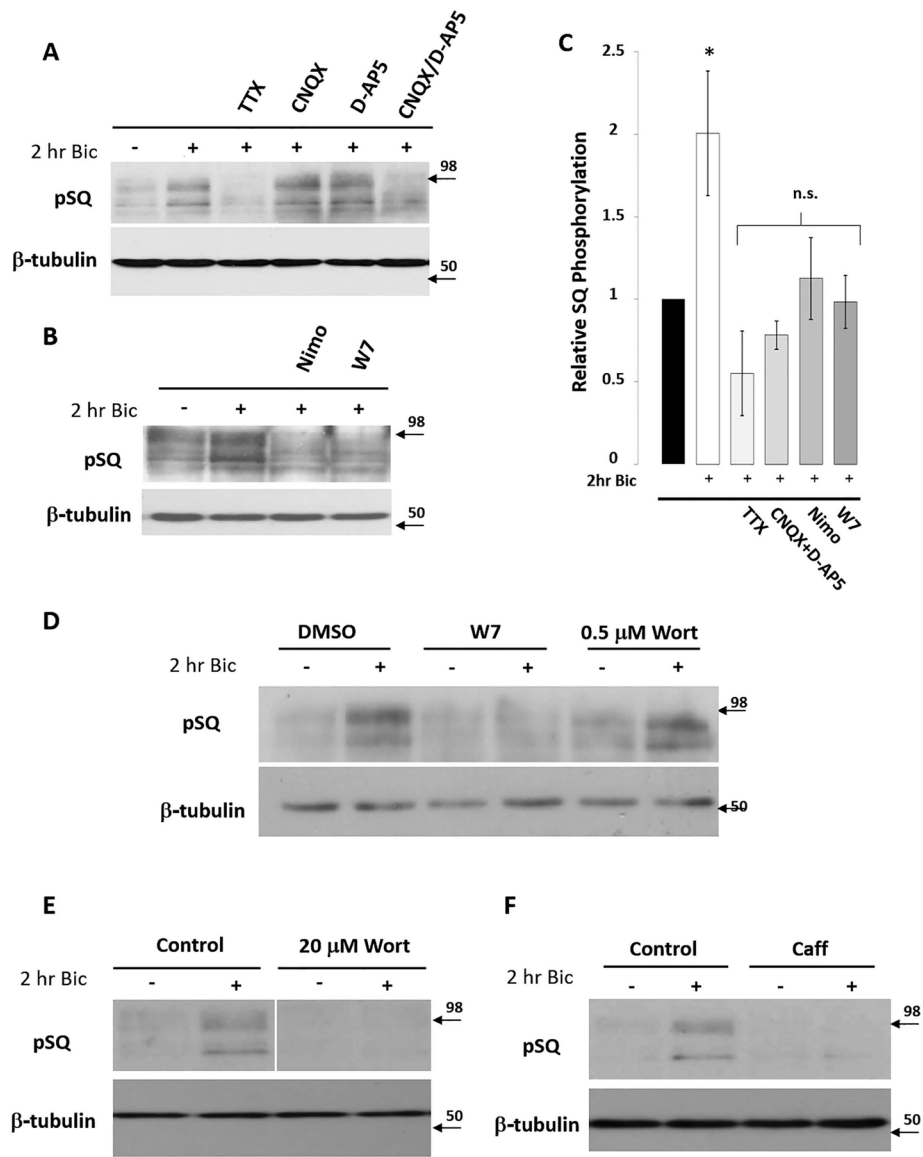 A
TTX CNQX D-AP5 CNQX/D-AP5
2 hr Bic - + + + + +
98
pSQ
β-tubulin
50
B
Nimo W7
2 hr Bic - + + +
98
pSQ
β-tubulin
50
C
*
n.s.
Relative SQ Phosphorylation
2.5
2
1.5
1
0.5
0
2hr Bic + + + + +
TTX CNQX+D-AP5 Nimo W7
D
DMSO W7 0.5 μM Wort
2 hr Bic - + - + - +
98
pSQ
β-tubulin
50
E
Control 20 μM Wort
2 hr Bic - + - +
98
pSQ
β-tubulin
50
F
Control Caff
2 hr Bic - + - +
98
pSQ
β-tubulin
50